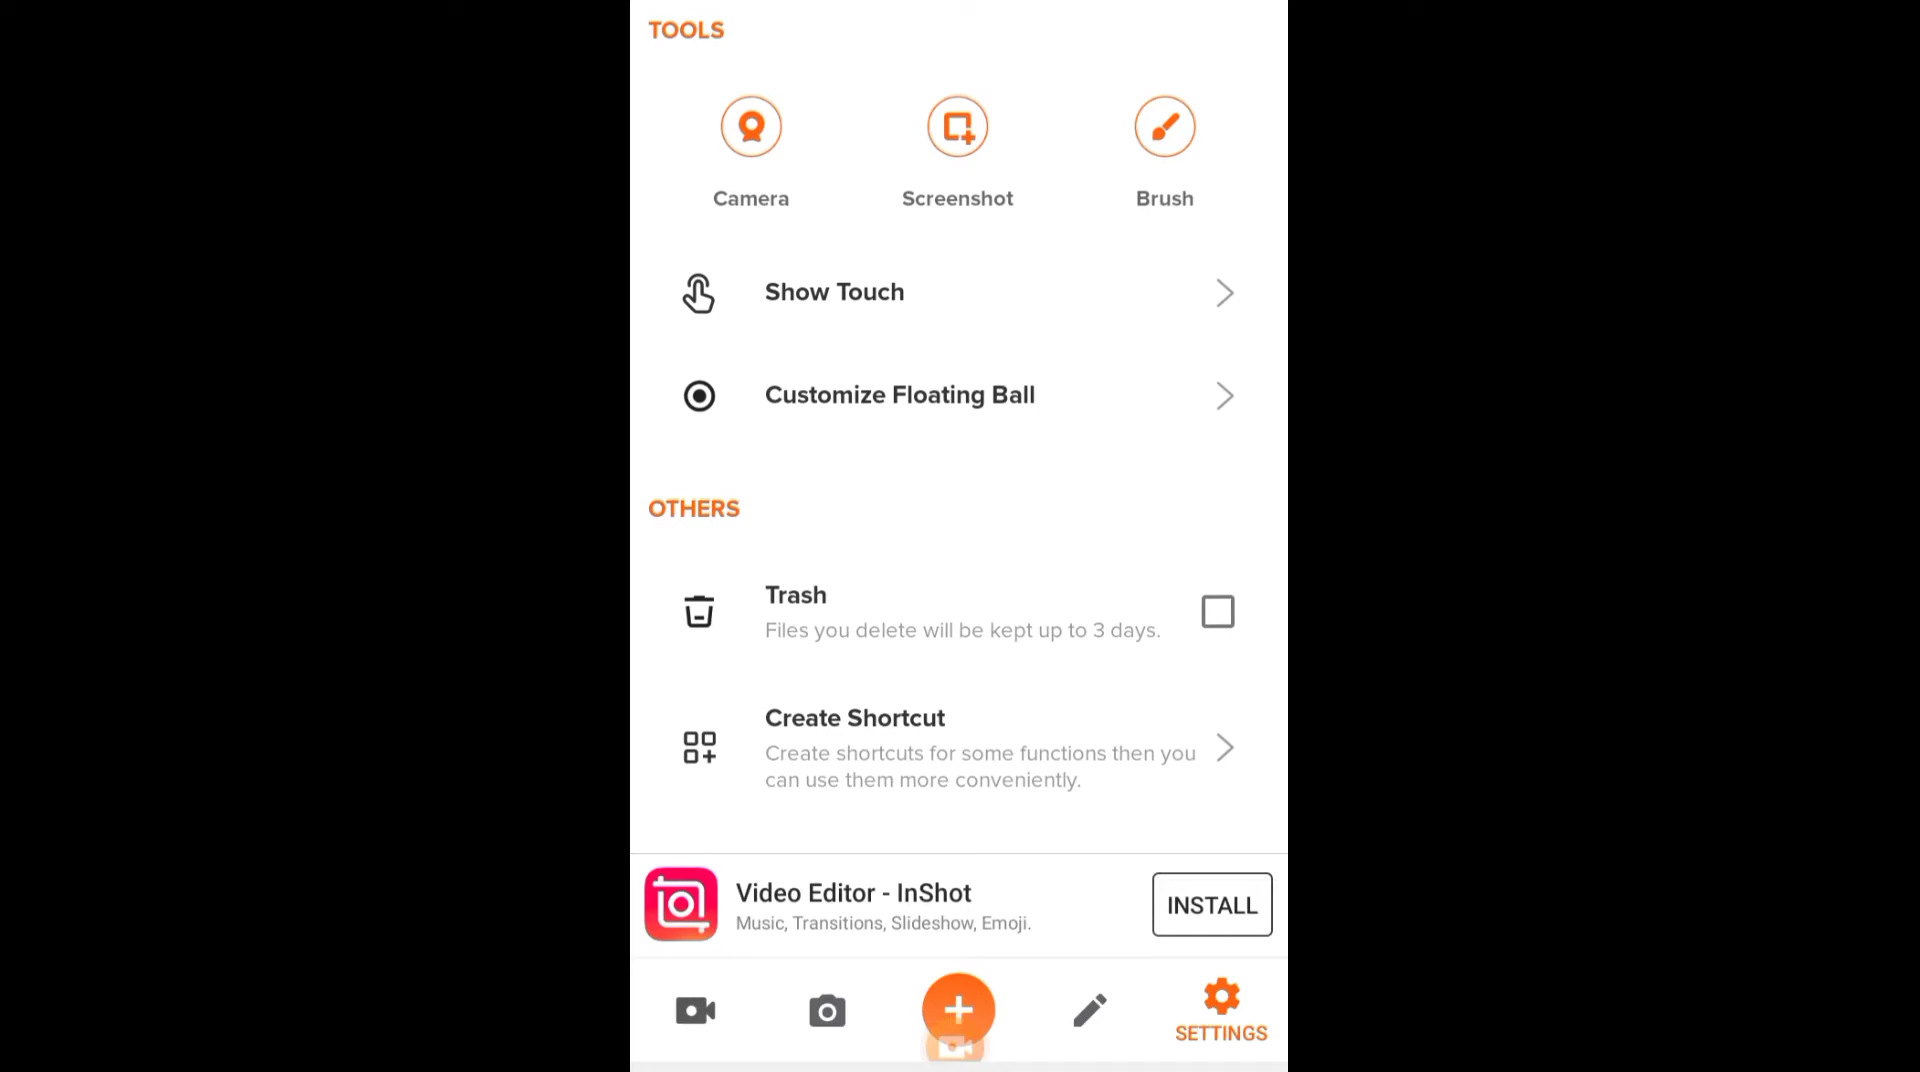 TOOLS
Camera Screenshot Brush
Show Touch
Customize Floating Ball
OTHERS
Trash
Files you delete will be kept up to 3 days.
Create Shortcut
Create shortcuts for some functions then you
can use them more conveniently.
Video Editor - InShot
Music, Transitions, Slideshow, Emoji.
INSTALL
SETTINGS